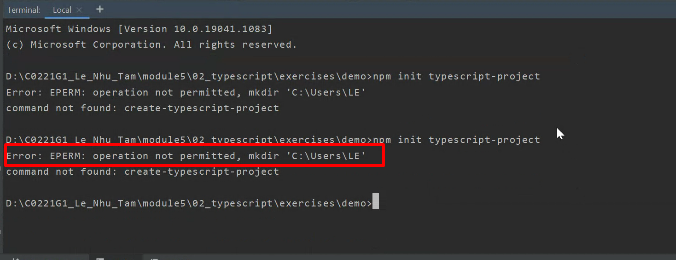 Terminal: Local × +
Microsoft Windows [Version 10.0.19041.1083]
(c) Microsoft Corporation. All rights reserved.
D:\C0221G1_Le_Nhu_Tam\module5\02_typescript\exercises\demo>npm init typescript-project
Error: EPERM: operation not permitted, mkdir 'C:\Users\LE'
command not found: create-typescript-project
D:\C0221G1_Le_Nhu_Tam\module5\02_typescript\exercises\demo>npm init typescript-project
Error: EPERM: operation not permitted, mkdir 'C:\Users\LE'
command not found: create-typescript-project
D:\C0221G1_Le_Nhu_Tam\module5\02_typescript\exercises\demo>